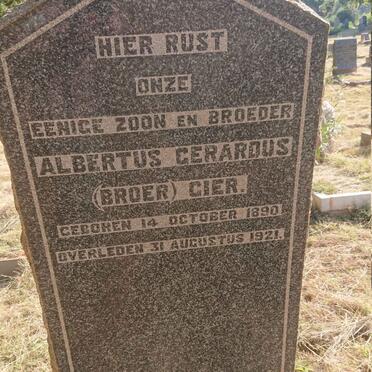 HIER RUST
ONZE
EENIGE ZOON EN BROEDER
ALBERTUS GERARDUS
(BROER) GIER.
GEBOREN 14 OCTOBER 1890.
OVERLEDEN 31 AUGUSTUS 1921.